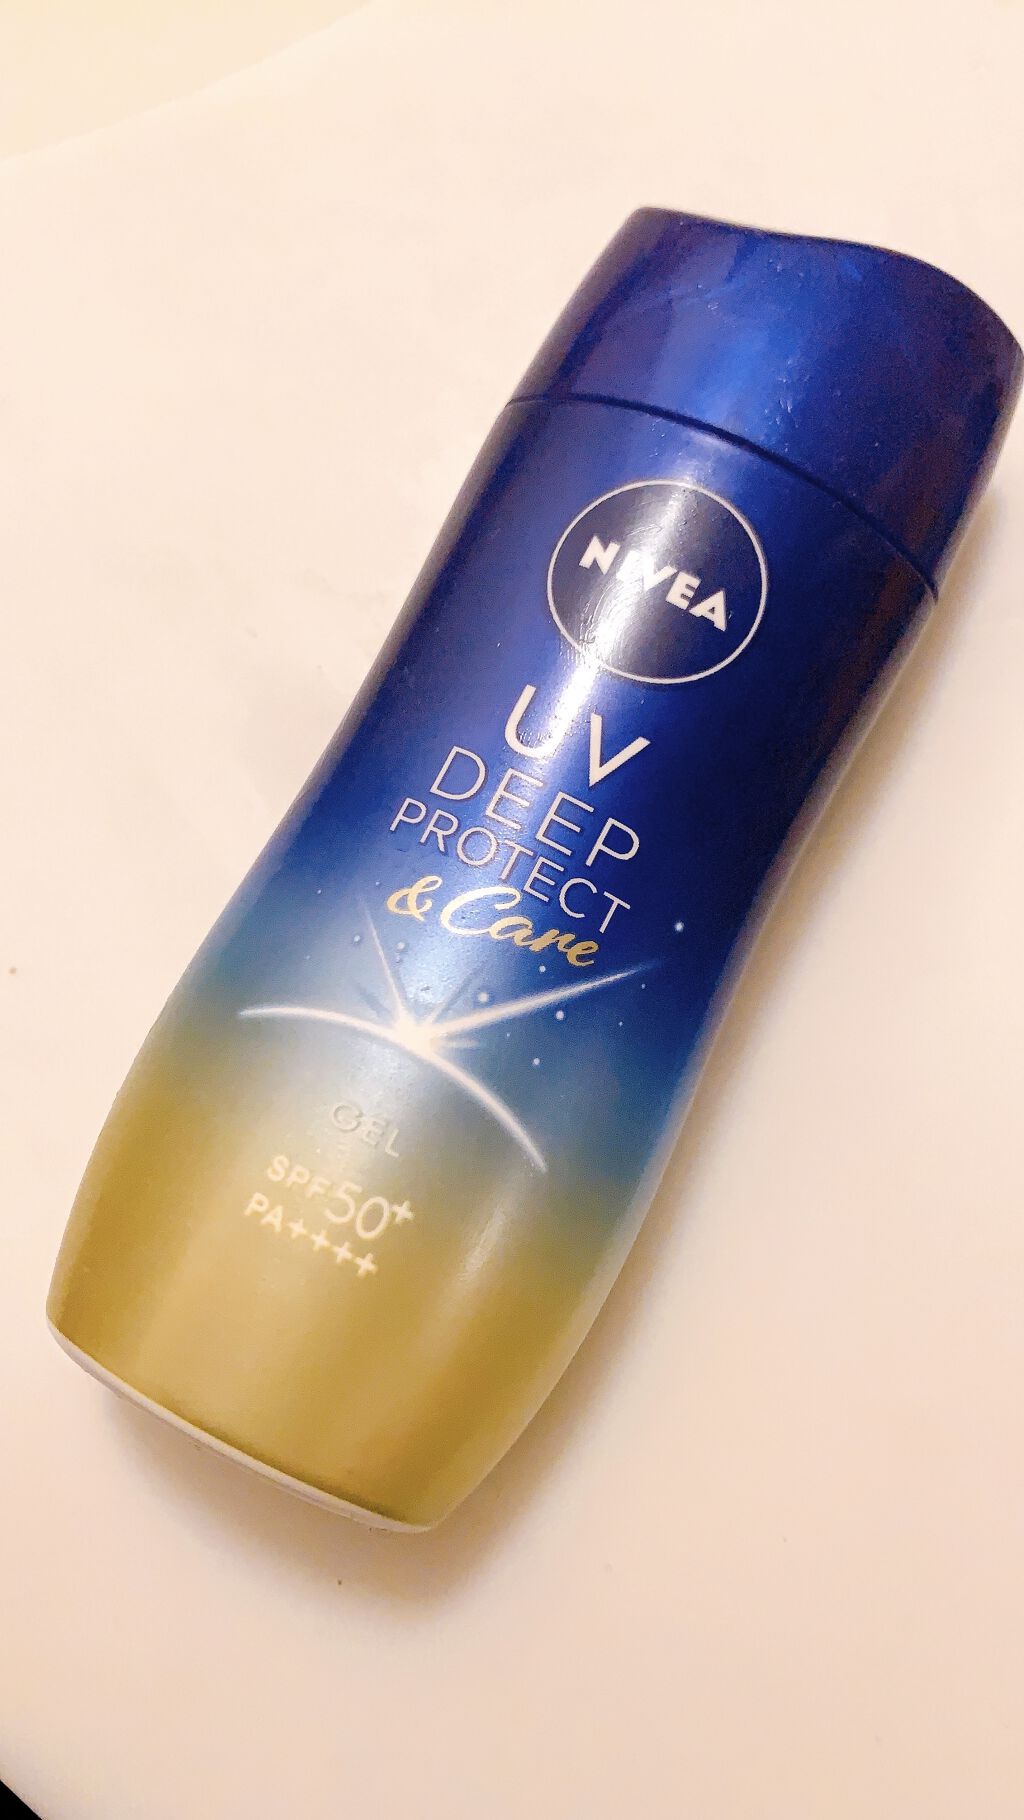 NIVEA
UV
DEEP
PROTECT
& Care
GEL
SPF50+
PA++++